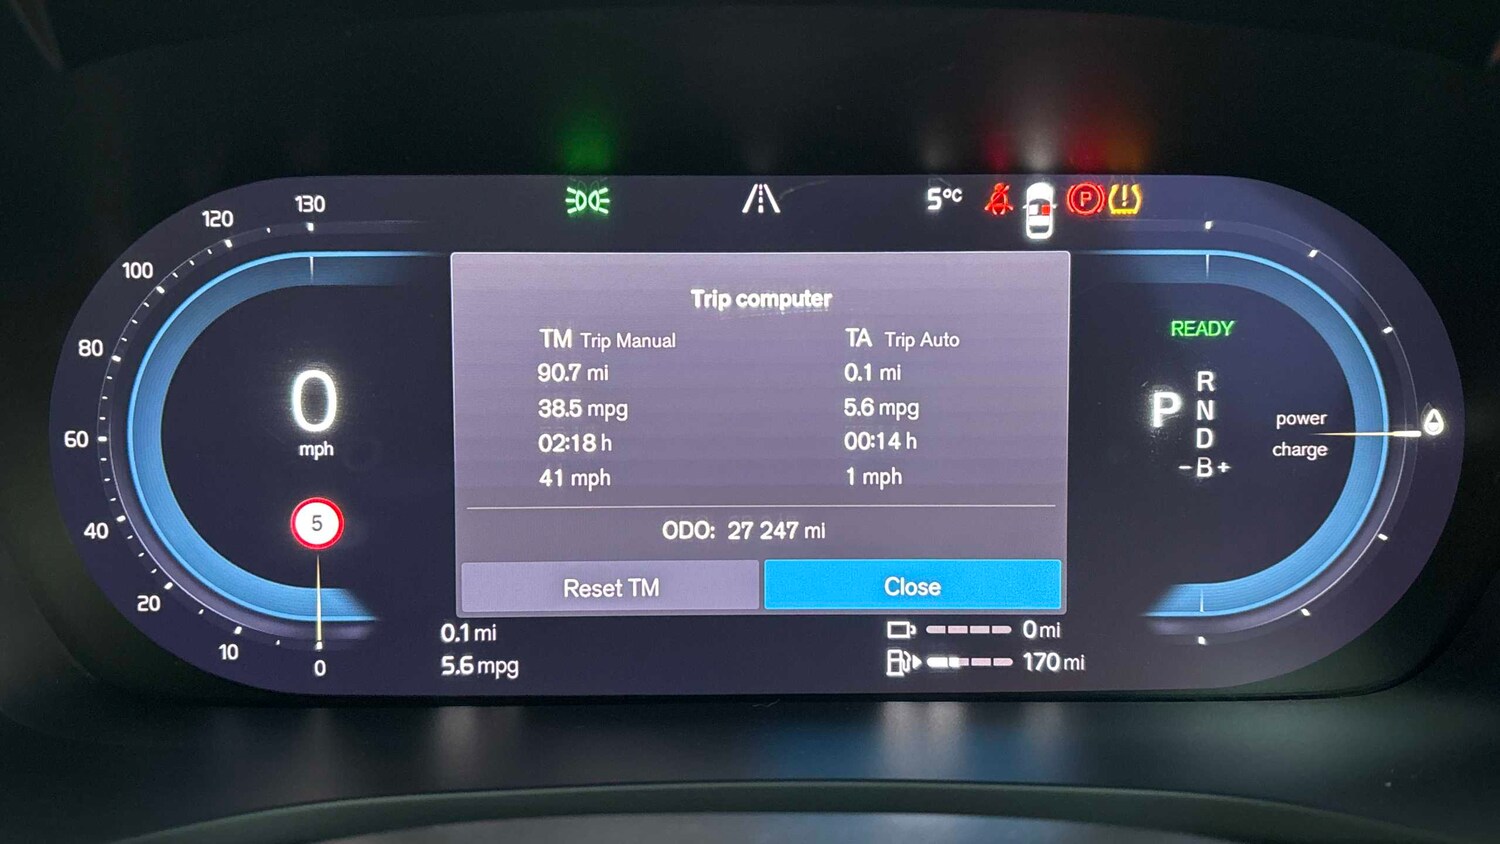 130
120
100
80
60
40
20
10
0
0
mph
5
5°C
P
Trip computer
TM Trip Manual
90.7 mi
38.5 mpg
02:18 h
41 mph
TA Trip Auto
0.1 mi
5.6 mpg
00:14 h
1 mph
ODO: 27 247 mi
Reset TM
Close
0.1 mi
5.6 mpg
0 mi
170 mi
READY
P
R
N
D
-B+
power
charge